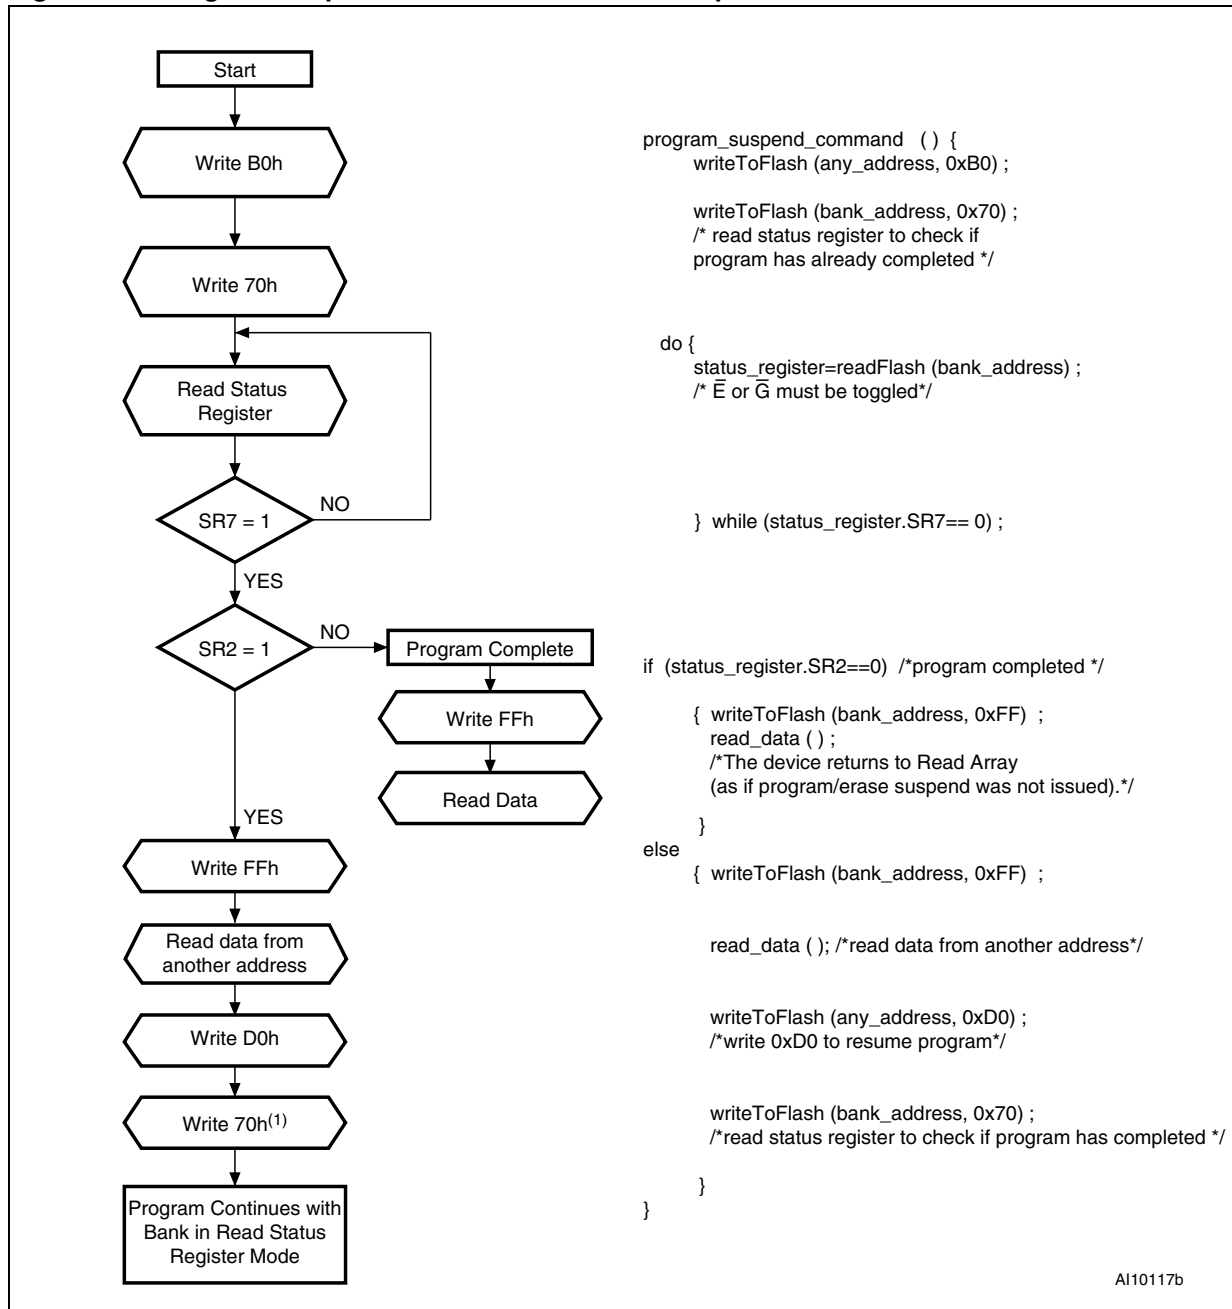 Start
Write B0h
Write 70h
Read Status
Register
SR7 = 1
NO
YES
SR2 = 1
NO
Program Complete
Write FFh
Read Data
YES
Write FFh
Read data from
another address
Write D0h
Write 70h(1)
Program Continues with
Bank in Read Status
Register Mode
program_suspend_command ( ) {
writeToFlash (any_address, 0xB0) ;
writeToFlash (bank_address, 0x70) ;
/* read status register to check if
program has already completed */
do {
status_register=readFlash (bank_address) ;
/* E̅ or G̅ must be toggled*/
} while (status_register.SR7== 0) ;
if (status_register.SR2==0) /*program completed */
{ writeToFlash (bank_address, 0xFF) ;
read_data ( ) ;
/*The device returns to Read Array
(as if program/erase suspend was not issued).*/
}
else
{ writeToFlash (bank_address, 0xFF) ;
read_data ( ); /*read data from another address*/
writeToFlash (any_address, 0xD0) ;
/*write 0xD0 to resume program*/
writeToFlash (bank_address, 0x70) ;
/*read status register to check if program has completed */
}
}
AI10117b